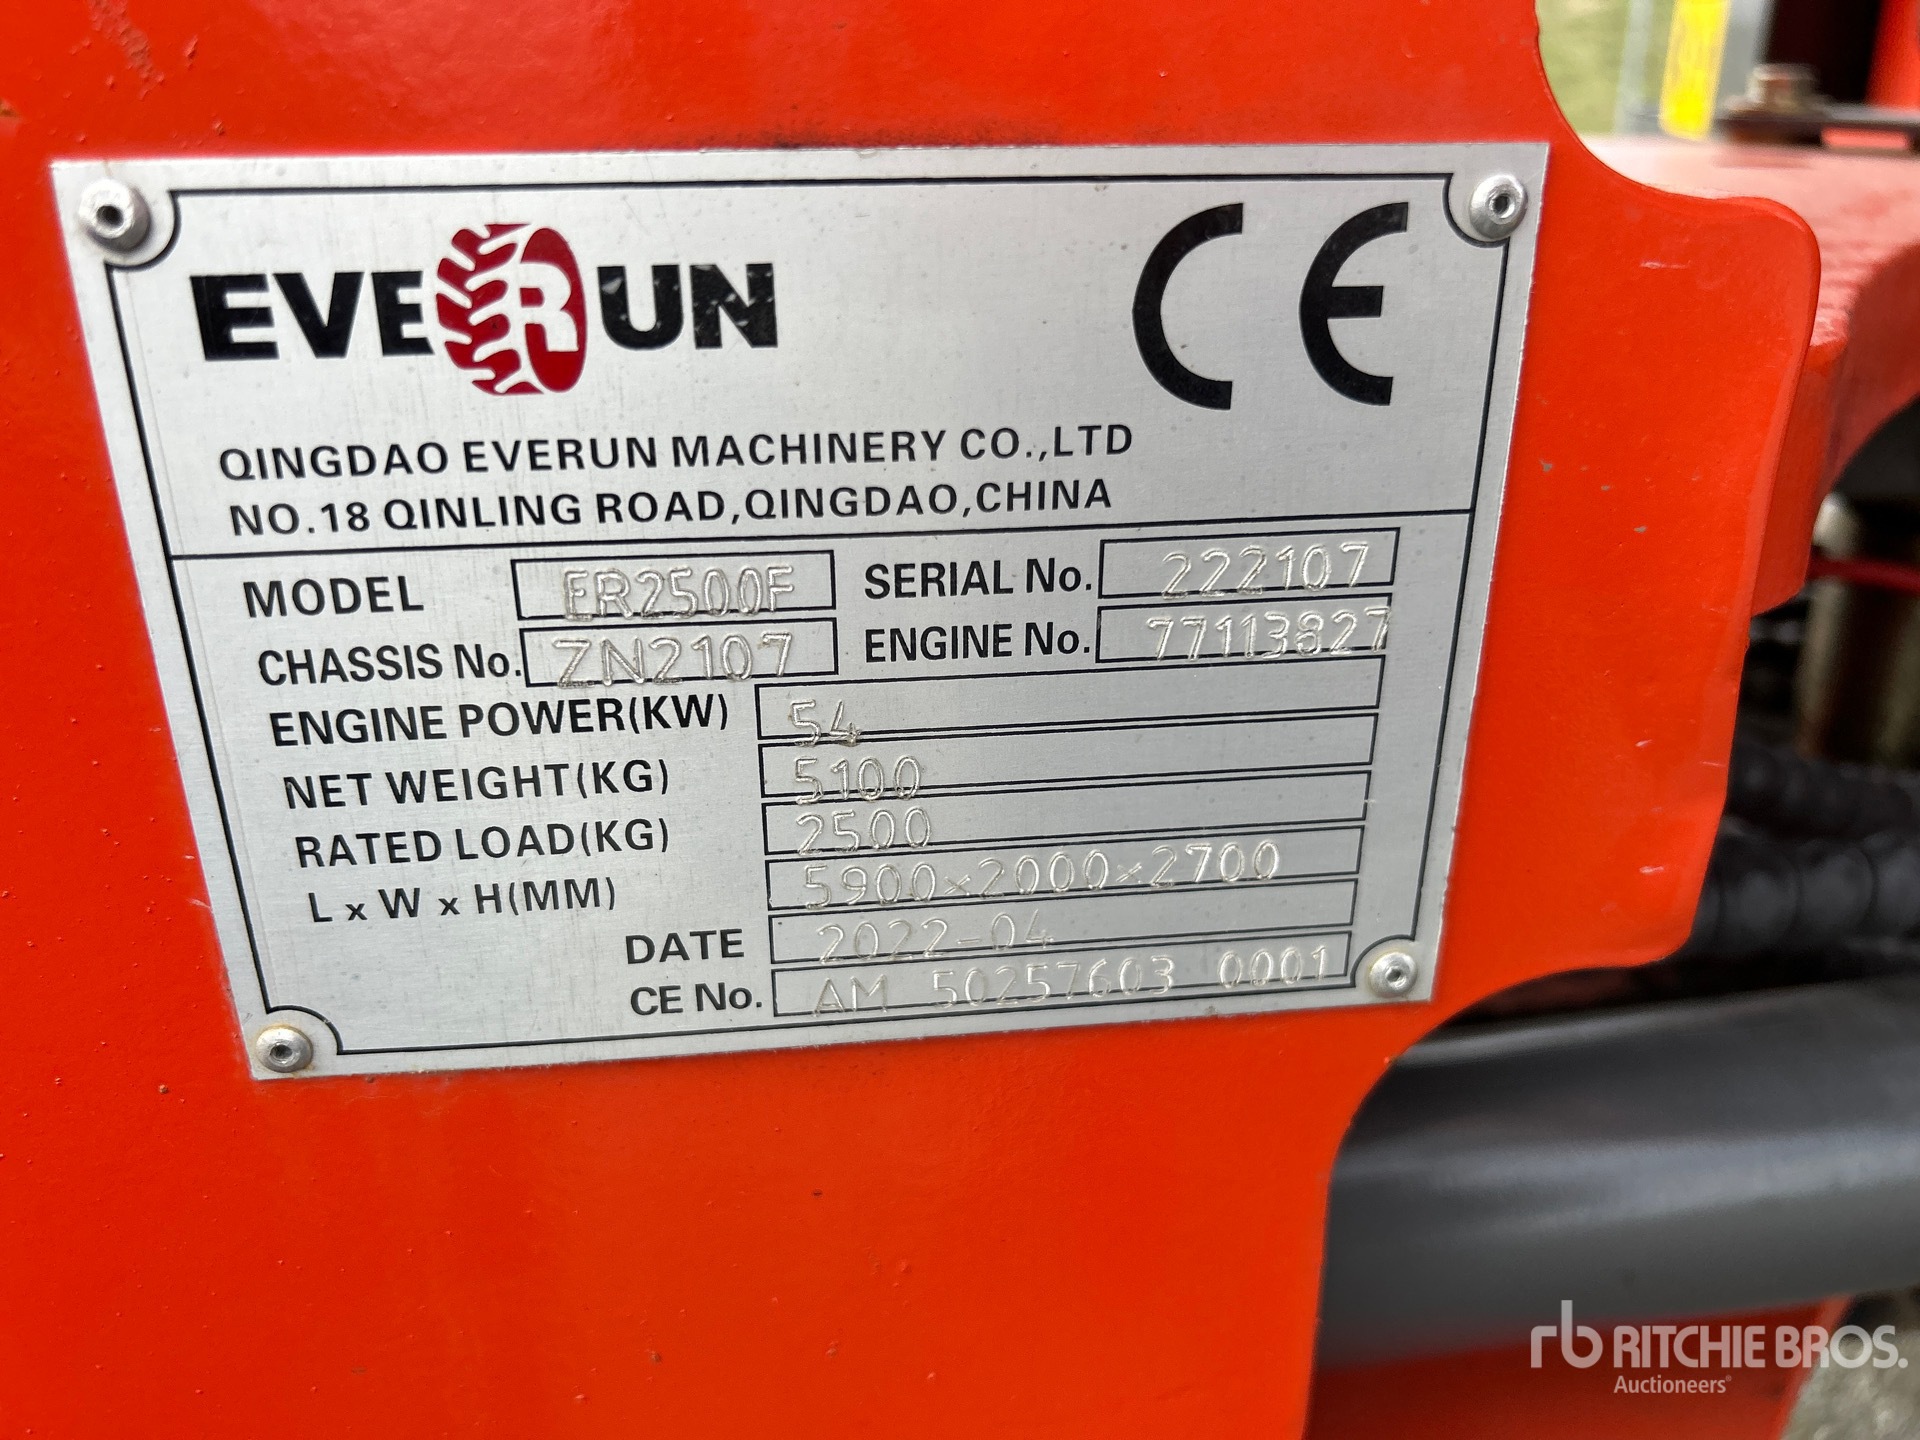 EVERUN
CE
QINGDAO EVERUN MACHINERY CO.,LTD
NO.18 QINLING ROAD,QINGDAO,CHINA
MODEL ER2500F SERIAL No. 222107
CHASSIS No. ZN2107 ENGINE No. 77113827
ENGINE POWER(KW) 54
NET WEIGHT(KG) 5100
RATED LOAD(KG) 2500
L x W x H(MM) 5900×2000×2700
DATE 2022-04
CE No. AM 50257603 0001
rb RITCHIE BROS.
Auctioneers®